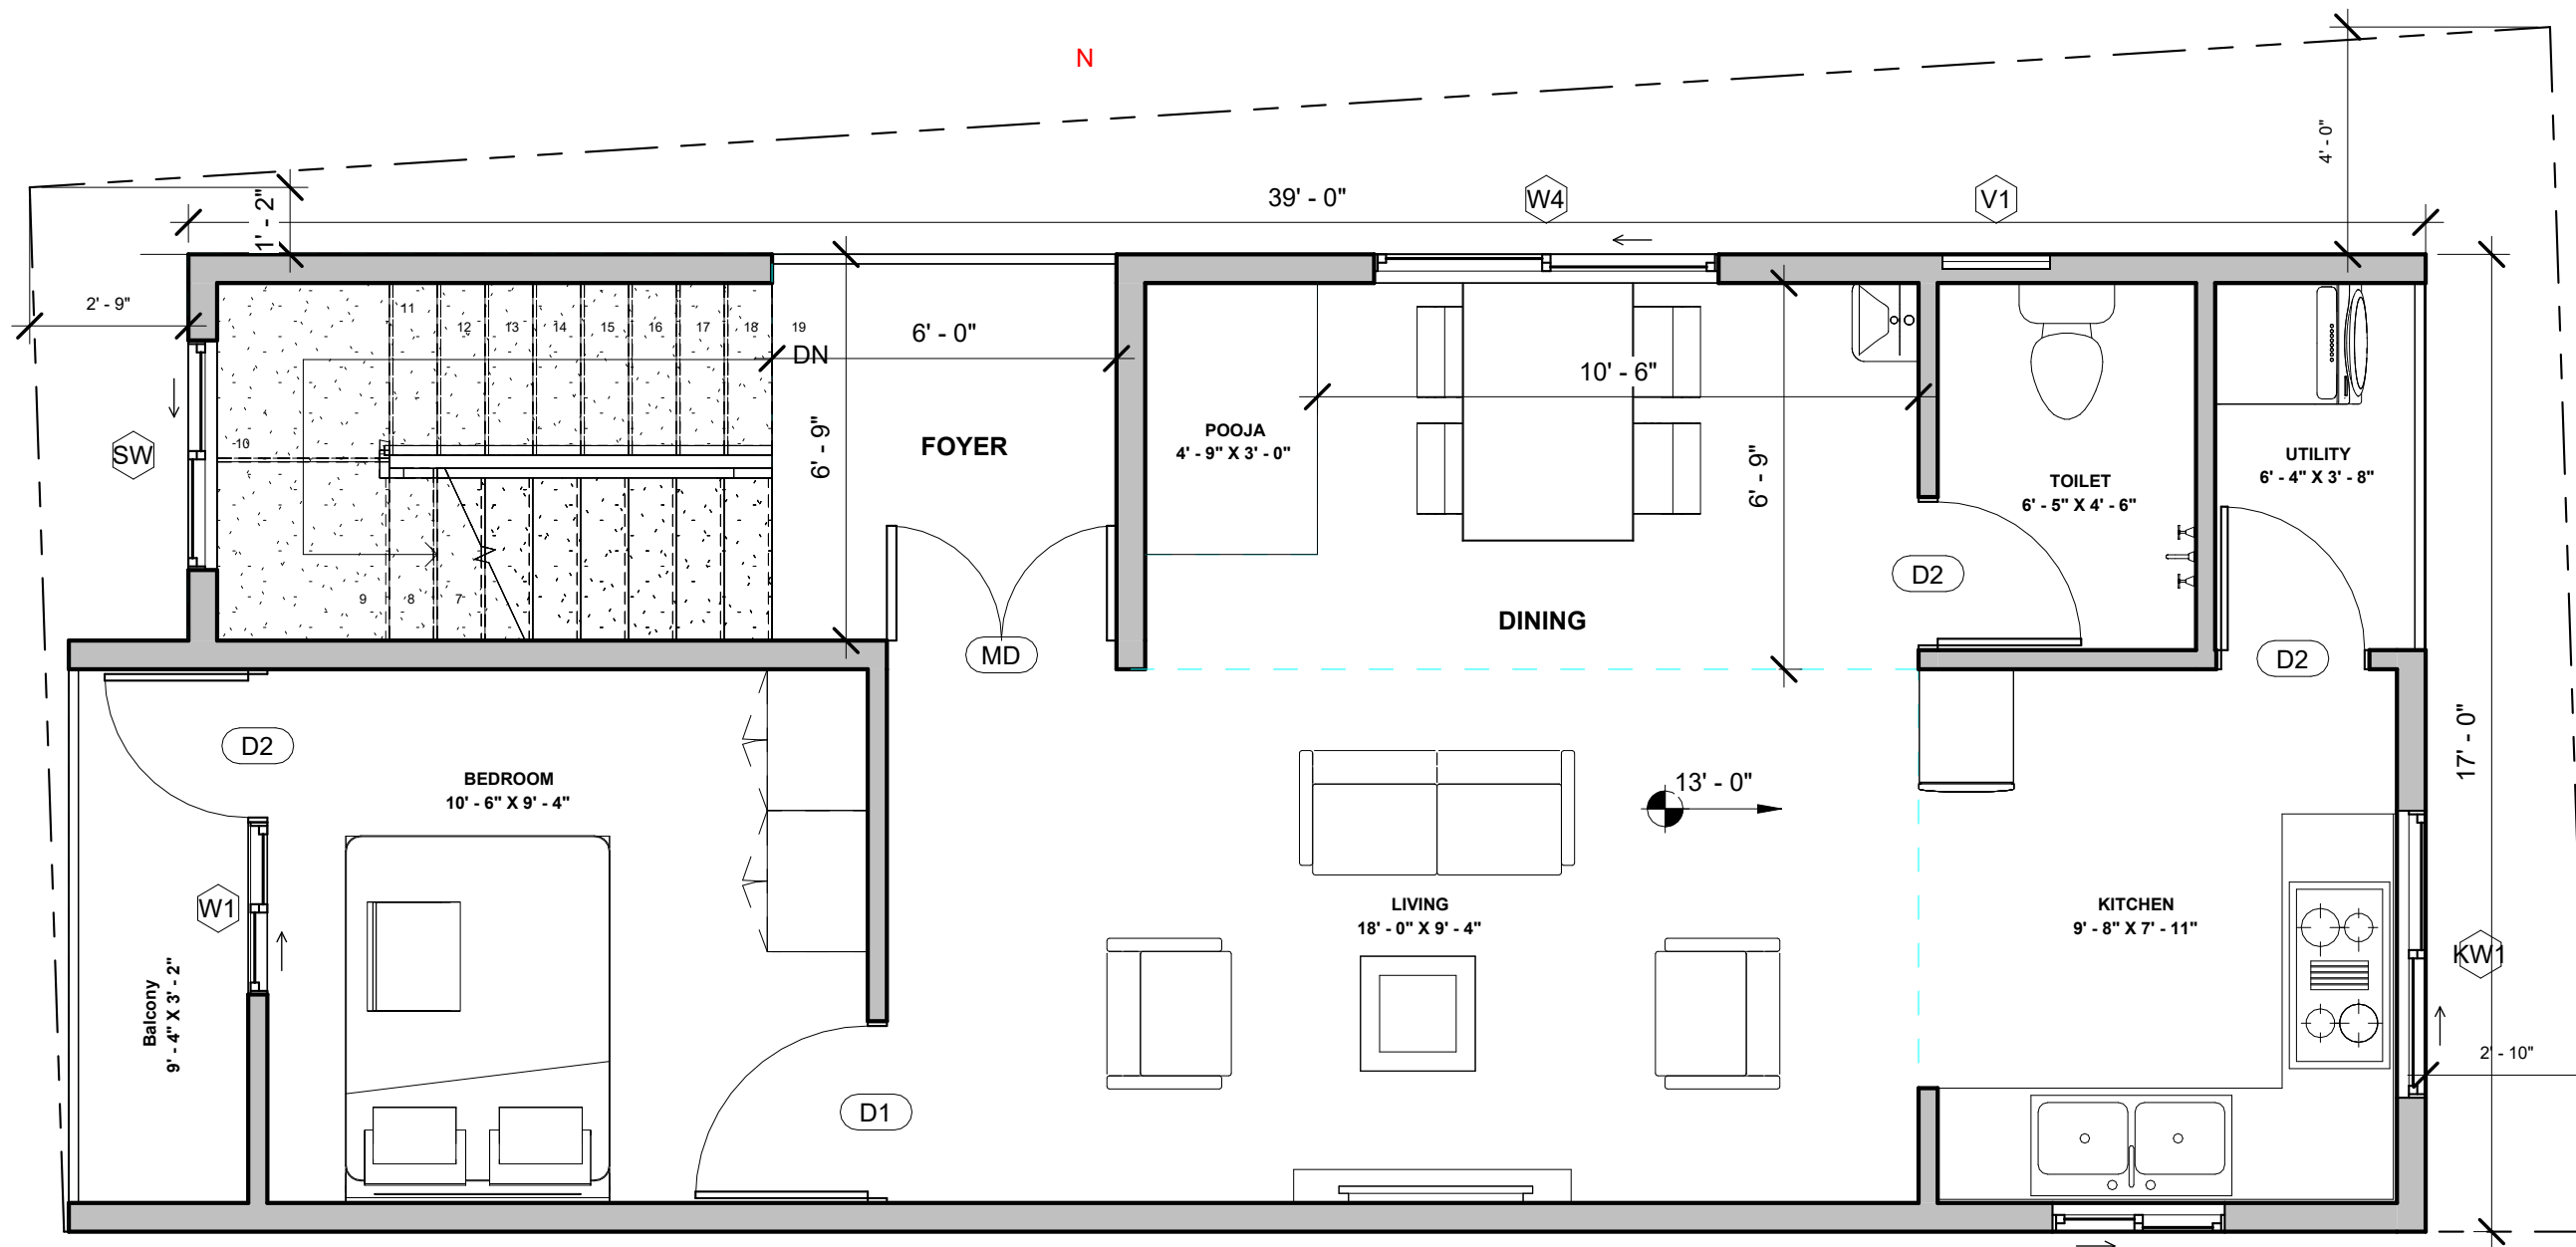 N
4' - 0"
1' - 2"
39' - 0"
W4
V1
2' - 9"
11
12
13
14
15
16
17
18
19
DN
6' - 0"
10' - 6"
10
SW
6' - 9"
FOYER
POOJA
4' - 9" X 3' - 0"
6' - 9"
TOILET
6' - 5" X 4' - 6"
UTILITY
6' - 4" X 3' - 8"
9
8
7
D2
DINING
MD
D2
D2
BEDROOM
10' - 6" X 9' - 4"
13' - 0"
17' - 0"
W1
LIVING
18' - 0" X 9' - 4"
KITCHEN
9' - 8" X 7' - 11"
KW1
Balcony
9' - 4" X 3' - 2"
2' - 10"
D1